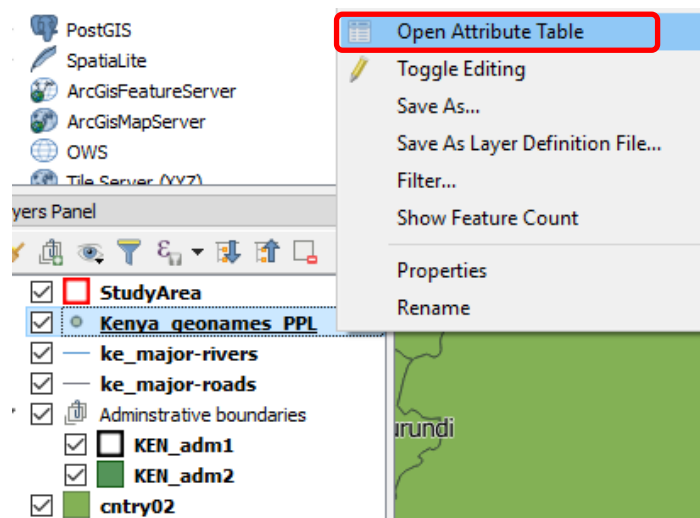 PostGIS
SpatiaLite
ArcGisFeatureServer
ArcGisMapServer
OWS
Tile Server (XYZ)
Open Attribute Table
Toggle Editing
Save As...
Save As Layer Definition File...
Filter...
Show Feature Count
Properties
Rename
yers Panel
StudyArea
Kenya_geonames_PPL
ke_major-rivers
ke_major-roads
Adminstrative boundaries
KEN_adm1
KEN_adm2
cntry02
urundi